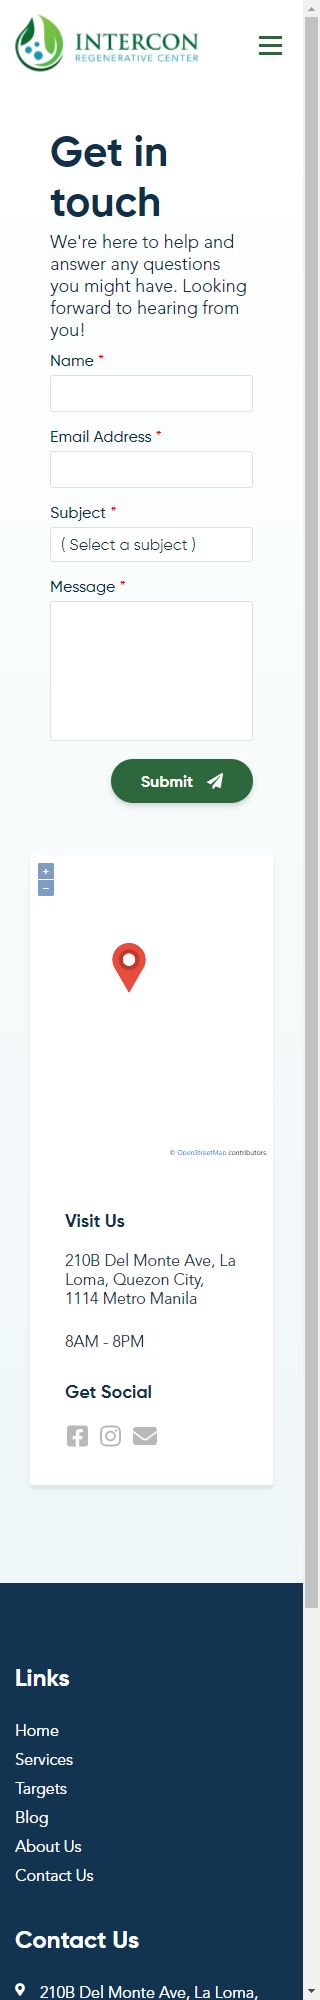 INTERCON
REGENERATIVE CENTER
Get in
touch
We're here to help and
answer any questions
you might have. Looking
forward to hearing from
you!
Name *
Email Address *
Subject *
( Select a subject )
Message *
Submit
+
−
© OpenStreetMap contributors.
Visit Us
210B Del Monte Ave, La
Loma, Quezon City,
1114 Metro Manila
8AM - 8PM
Get Social
Links
Home
Services
Targets
Blog
About Us
Contact Us
Contact Us
210B Del Monte Ave, La Loma,